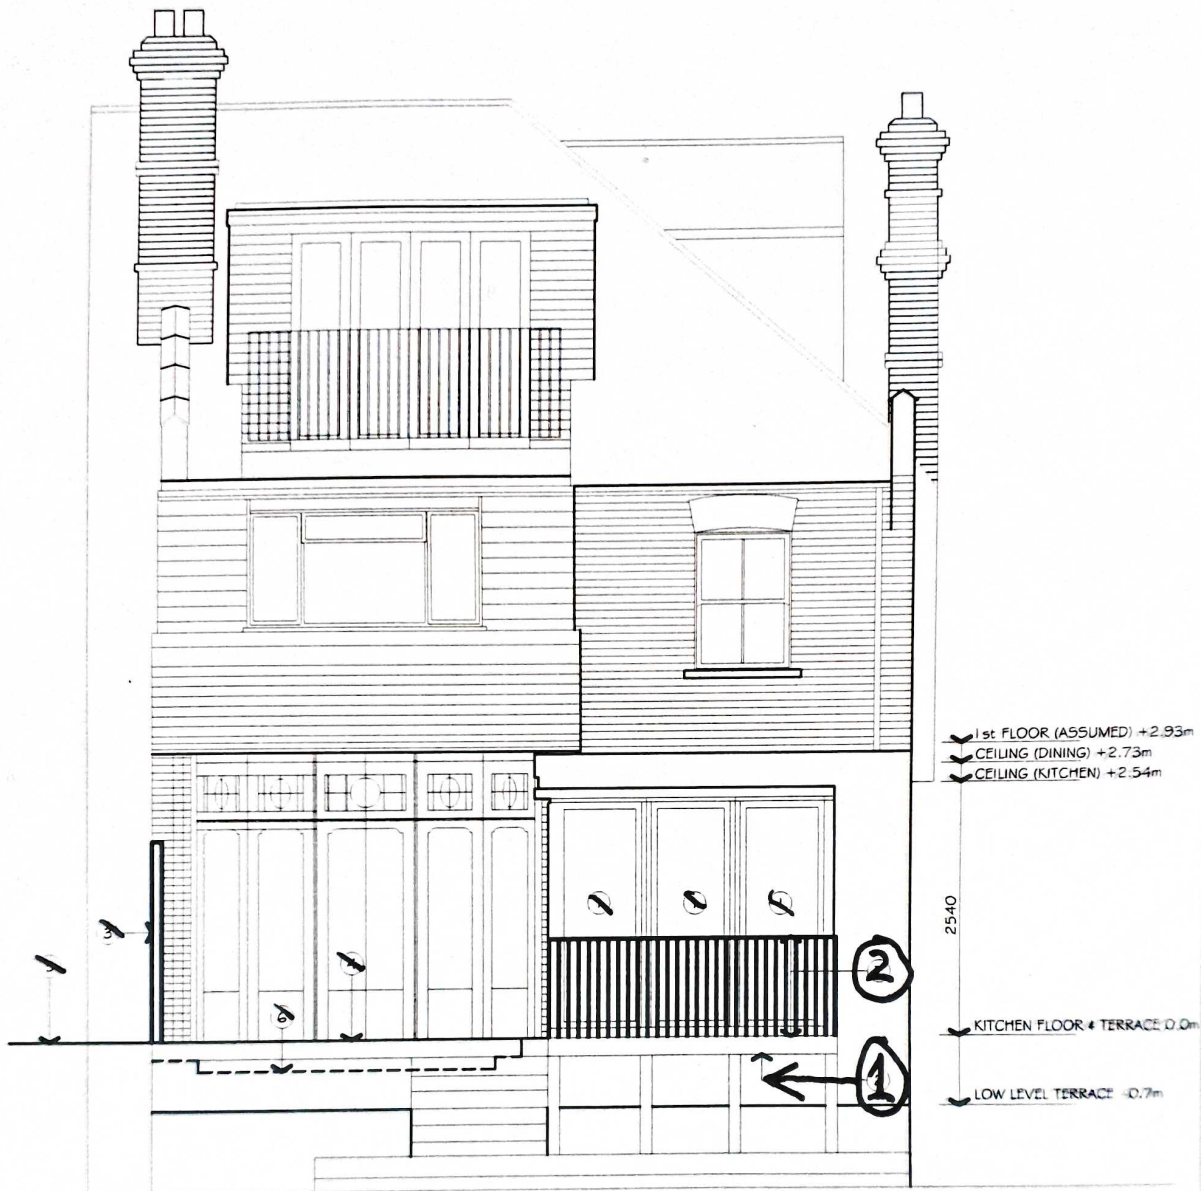 1st FLOOR (ASSUMED) +2.93m
CEILING (DINING) +2.73m
CEILING (KITCHEN) +2.54m
2540
3
2
KITCHEN FLOOR & TERRACE 0.0m
1
LOW LEVEL TERRACE -0.7m